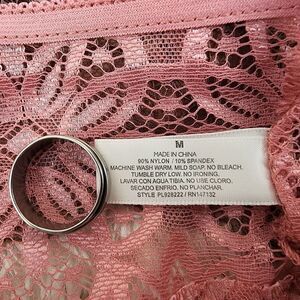 M
MADE IN CHINA
90% NYLON / 10% SPANDEX
MACHINE WASH WARM, MILD SOAP, NO BLEACH.
TUMBLE DRY LOW. NO IRONING.
LAVAR CON AGUA TIBIA. NO USE CLORO.
SECADO ENFRIO. NO PLANCHAR.
STYLE PL928222 / RN147132